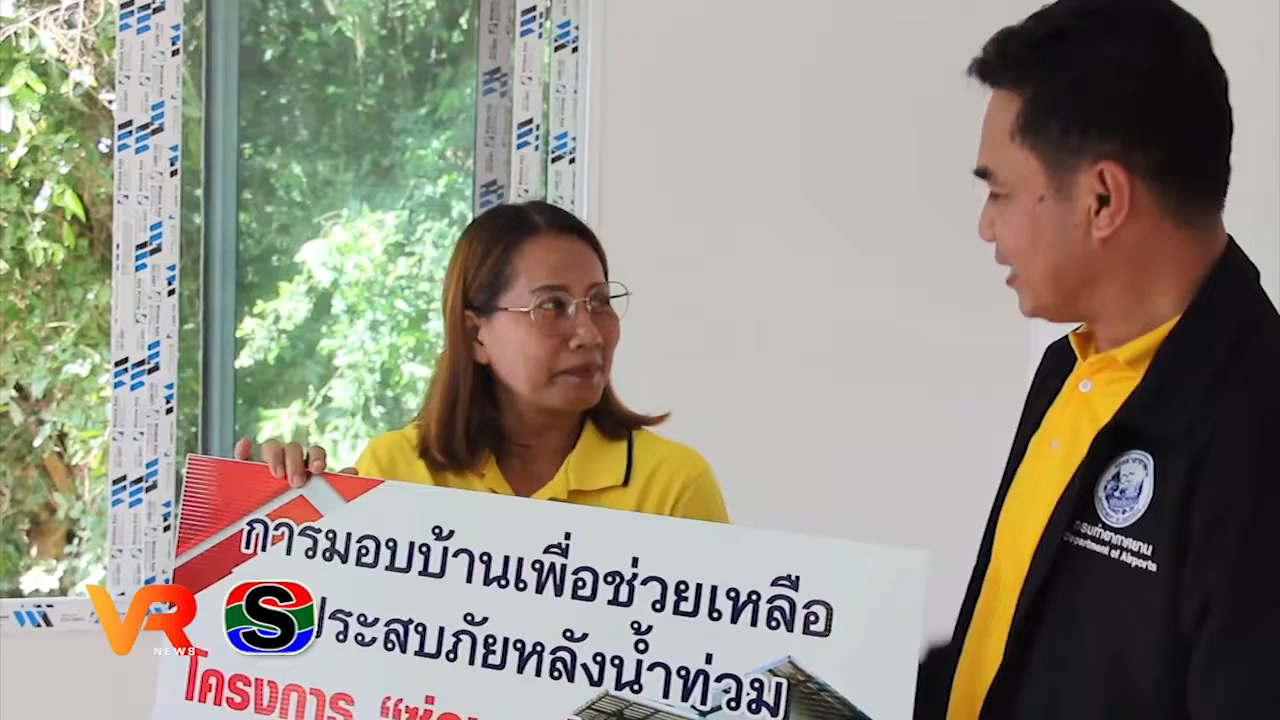 การมอบบ้านเพื่อช่วยเหลือ
ประสบภัยหลังน้ำท่วม
โครงการ
กรมท่าอากาศยาน
Department of Airports
VR
NEWS
S